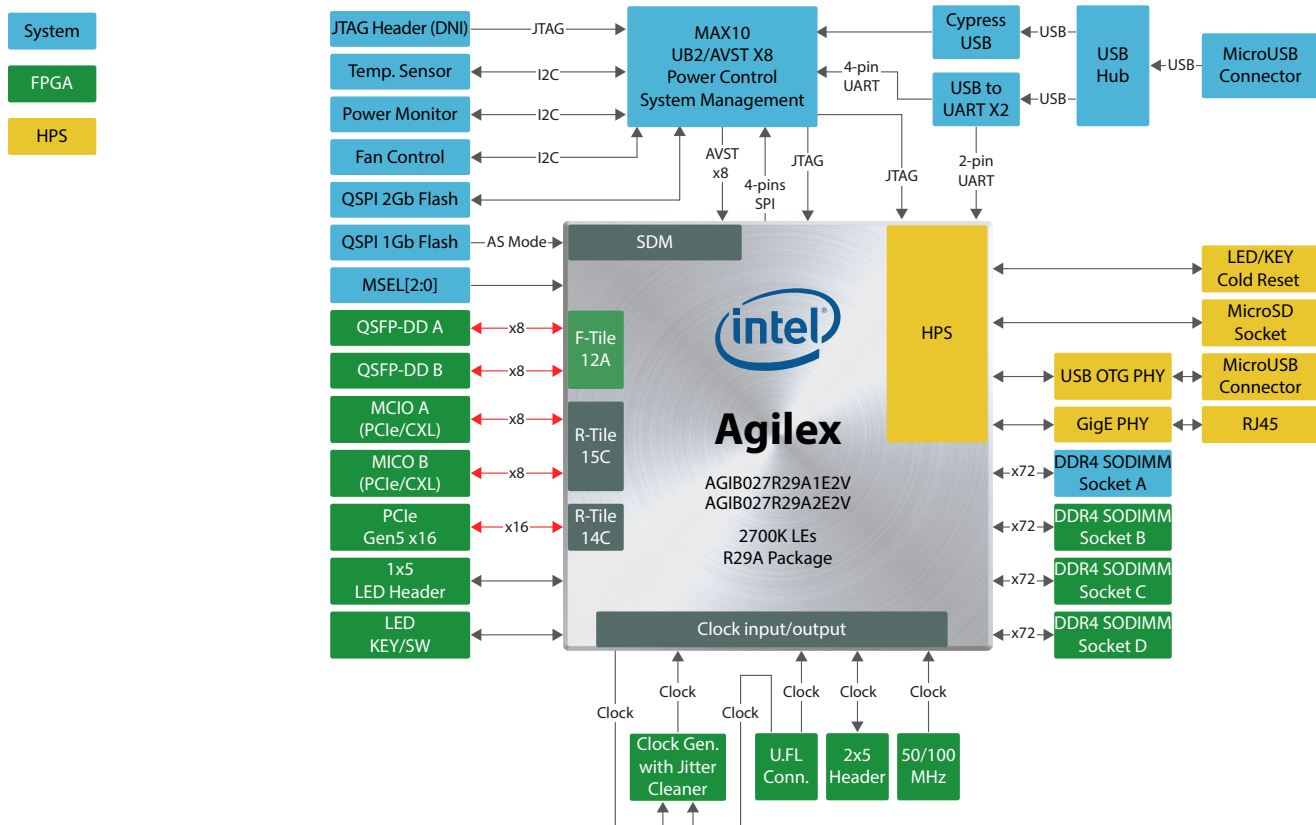 System
FPGA
HPS
JTAG Header (DNI)
JTAG
Temp. Sensor
I2C
Power Monitor
I2C
Fan Control
I2C
QSPI 2Gb Flash
QSPI 1Gb Flash
AS Mode
MSEL[2:0]
QSFP-DD A
x8
QSFP-DD B
x8
MCIO A
(PCIe/CXL)
x8
MICO B
(PCIe/CXL)
x8
PCIe
Gen5 x16
x16
1x5
LED Header
LED
KEY/SW
MAX10
UB2/AVST X8
Power Control
System Management
Cypress
USB
USB
4-pin
UART
USB to
UART X2
USB
USB
Hub
USB
MicroUSB
Connector
AVST
x8
4-pins
SPI
JTAG
JTAG
2-pin
UART
SDM
F-Tile
12A
R-Tile
15C
R-Tile
14C
intel®
Agilex
AGIB027R29A1E2V
AGIB027R29A2E2V
2700K LEs
R29A Package
HPS
Clock input/output
LED/KEY
Cold Reset
MicroSD
Socket
USB OTG PHY
MicroUSB
Connector
GigE PHY
RJ45
x72
DDR4 SODIMM
Socket A
x72
DDR4 SODIMM
Socket B
x72
DDR4 SODIMM
Socket C
x72
DDR4 SODIMM
Socket D
Clock
Clock
Clock
Clock
Clock
Clock
Clock Gen.
with Jitter
Cleaner
U.FL
Conn.
2x5
Header
50/100
MHz